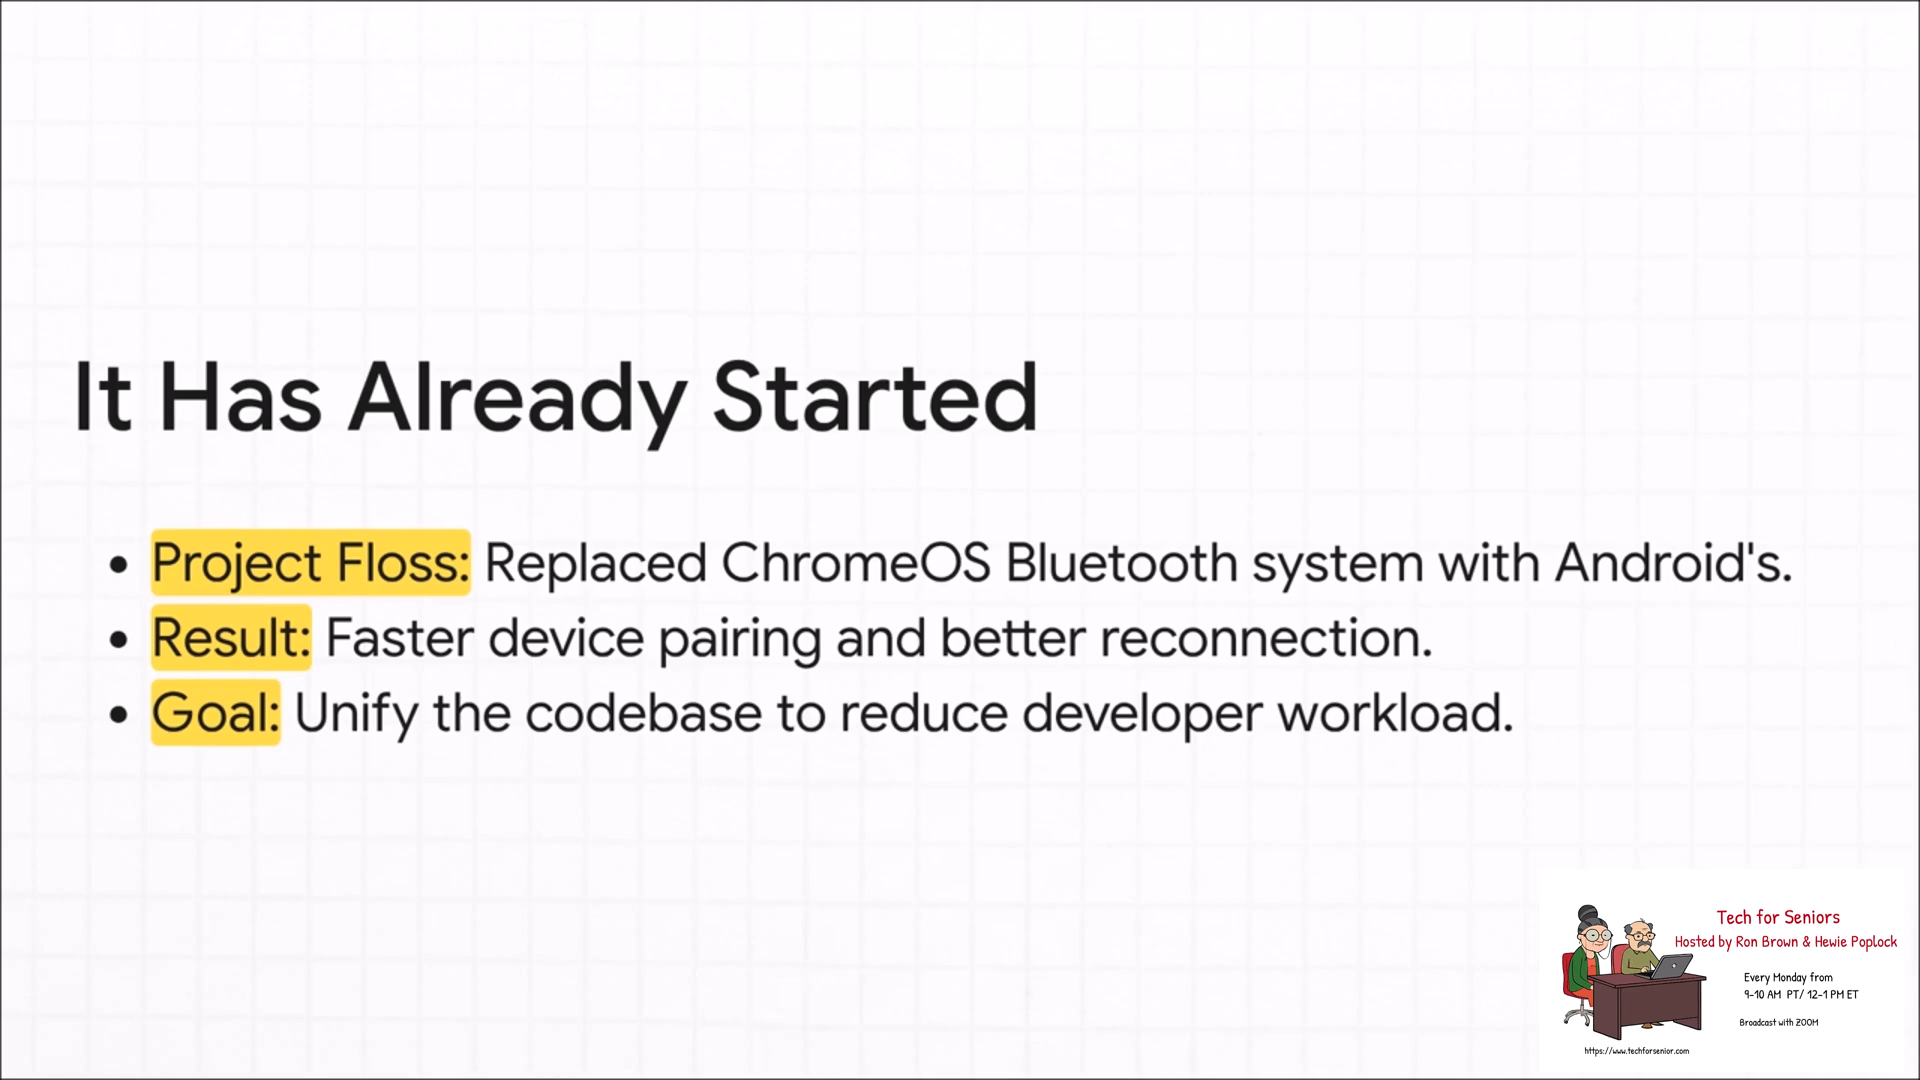 It Has Already Started
• Project Floss: Replaced ChromeOS Bluetooth system with Android's.
• Result: Faster device pairing and better reconnection.
• Goal: Unify the codebase to reduce developer workload.
Tech for Seniors
Hosted by Ron Brown & Hewie Poplock
Every Monday from
9-10 AM PT/ 12-1 PM ET
Broadcast with ZOOM
https://www.techforsenior.com